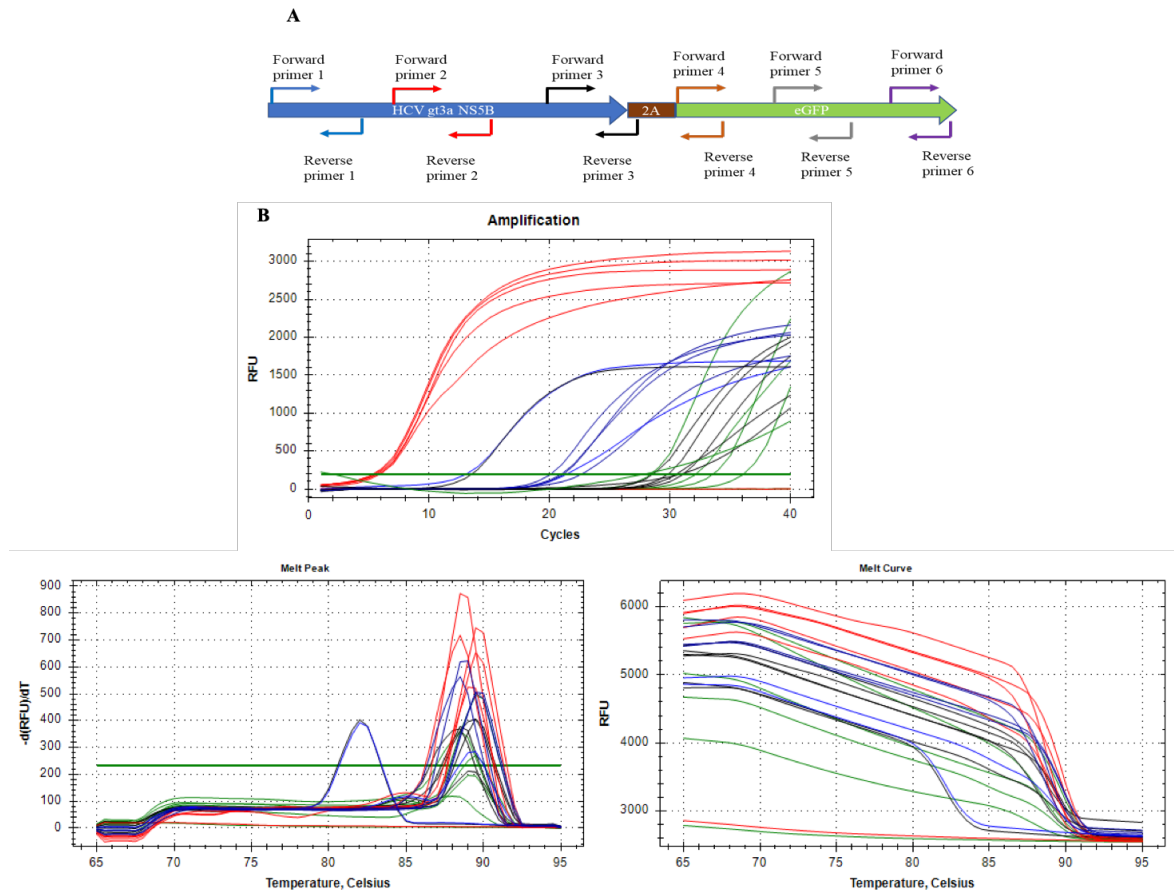 A
Forward
primer 1
Forward
primer 2
Forward
primer 3
Forward
primer 4
Forward
primer 5
Forward
primer 6
HCV gt3a NS5B
2A
eGFP
Reverse
primer 1
Reverse
primer 2
Reverse
primer 3
Reverse
primer 4
Reverse
primer 5
Reverse
primer 6
B
Amplification
3000
2500
2000
1500
1000
500
0
RFU
0
10
20
30
40
Cycles
Melt Peak
900
800
700
600
500
400
300
200
100
0
-d(RFU)/dT
65
70
75
80
85
90
95
Temperature, Celsius
Melt Curve
6000
5000
4000
3000
RFU
65
70
75
80
85
90
95
Temperature, Celsius